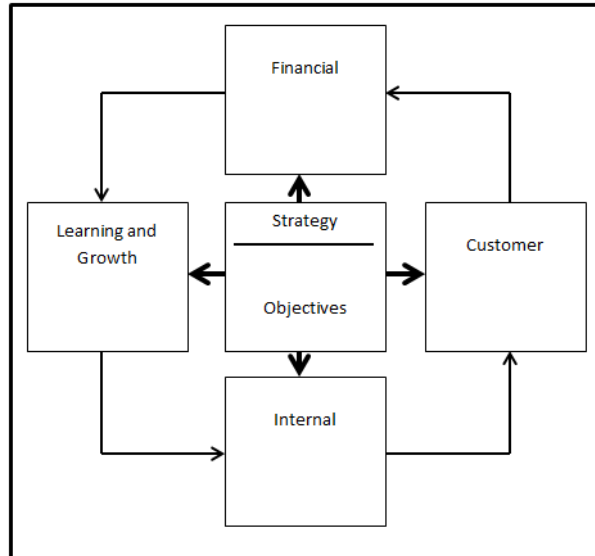 Financial
Learning and
Growth
Strategy
Objectives
Customer
Internal